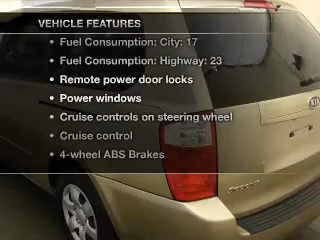 VEHICLE FEATURES
• Fuel Consumption: City: 17
• Fuel Consumption: Highway: 23
• Remote power door locks
• Power windows
• Cruise controls on steering wheel
• Cruise control
• 4-wheel ABS Brakes
KIA